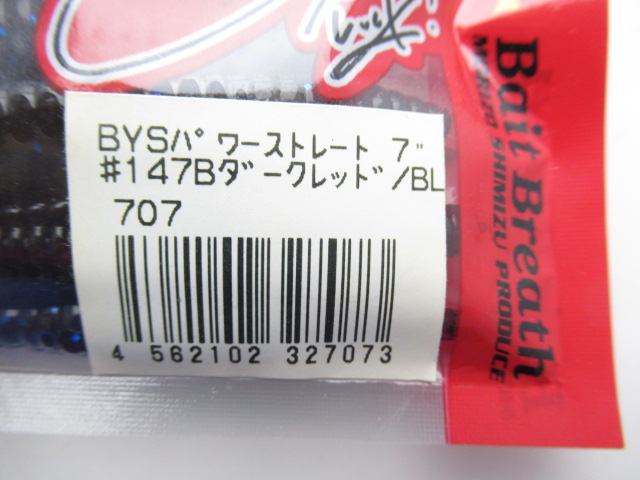 BYSパワーストレート 7"
#147Bダークレッド/BL
707
4 562102 327073
Bait Breath
SHIMIZU PRODUCE